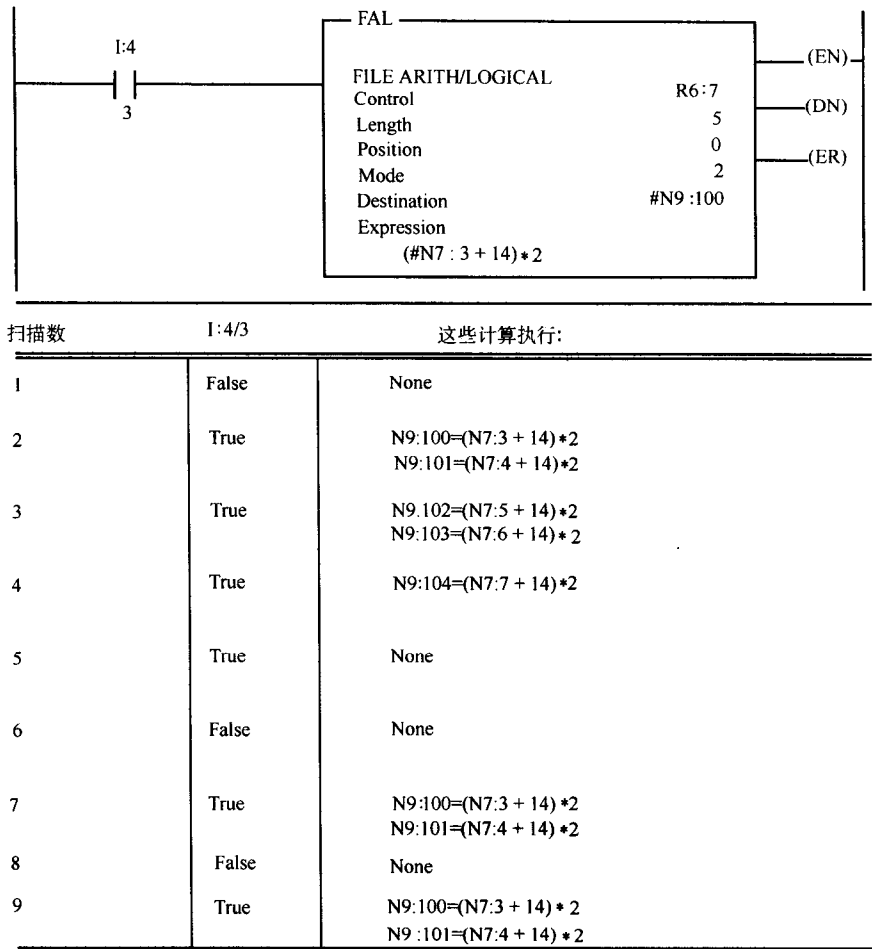 FAL
I:4
3
FILE ARITH/LOGICAL
Control R6:7
Length 5
Position 0
Mode 2
Destination #N9 :100
Expression
(#N7 : 3 + 14) * 2
(EN)
(DN)
(ER)
扫描数 I:4/3 这些计算执行:
1 False None
2 True N9:100=(N7:3 + 14) *2
N9:101=(N7:4 + 14) *2
3 True N9.102=(N7:5 + 14) *2
N9:103=(N7:6 + 14) * 2
4 True N9:104=(N7:7 + 14) *2
5 True None
6 False None
7 True N9:100=(N7:3 + 14) *2
N9:101=(N7:4 + 14) *2
8 False None
9 True N9:100=(N7:3 + 14) * 2
N9 :101=(N7:4 + 14) * 2